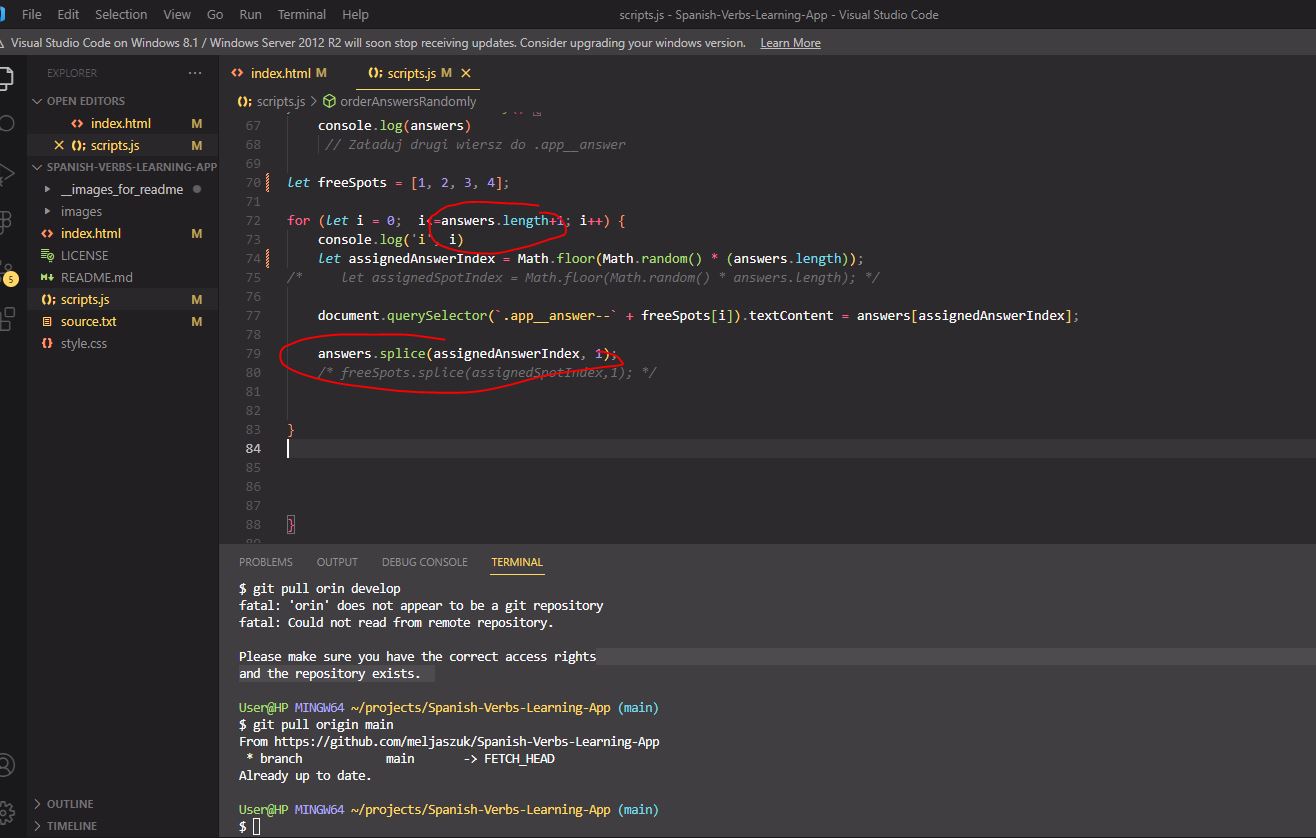 File Edit Selection View Go Run Terminal Help
scripts.js - Spanish-Verbs-Learning-App - Visual Studio Code
Visual Studio Code on Windows 8.1 / Windows Server 2012 R2 will soon stop receiving updates. Consider upgrading your windows version. Learn More
EXPLORER ···
OPEN EDITORS
index.html M
scripts.js M
SPANISH-VERBS-LEARNING-APP
__images_for_readme
images
index.html M
LICENSE
README.md
scripts.js M
source.txt M
style.css
5
OUTLINE
TIMELINE
index.html M
scripts.js M
scripts.js > orderAnswersRandomly
67 console.log(answers)
68 // Załaduj drugi wiersz do .app__answer
69
70 let freeSpots = [1, 2, 3, 4];
71
72 for (let i = 0; i<=answers.length+1; i++) {
73 console.log('i', i)
74 let assignedAnswerIndex = Math.floor(Math.random() * (answers.length));
75 /* let assignedSpotIndex = Math.floor(Math.random() * answers.length); */
76
77 document.querySelector(`.app__answer--` + freeSpots[i]).textContent = answers[assignedAnswerIndex];
78
79 answers.splice(assignedAnswerIndex, 1);
80 /* freeSpots.splice(assignedSpotIndex,1); */
81
82
83 }
84
85
86
87
88 }
PROBLEMS OUTPUT DEBUG CONSOLE TERMINAL
$ git pull orin develop
fatal: 'orin' does not appear to be a git repository
fatal: Could not read from remote repository.
Please make sure you have the correct access rights
and the repository exists.
User@HP MINGW64 ~/projects/Spanish-Verbs-Learning-App (main)
$ git pull origin main
From https://github.com/meljaszuk/Spanish-Verbs-Learning-App
* branch main -> FETCH_HEAD
Already up to date.
User@HP MINGW64 ~/projects/Spanish-Verbs-Learning-App (main)
$